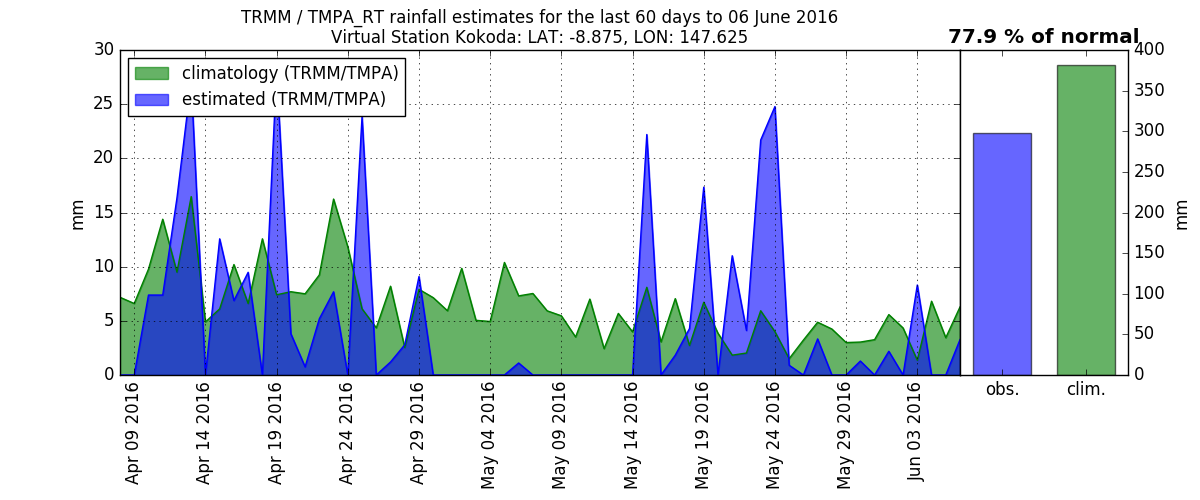 TRMM / TMPA_RT rainfall estimates for the last 60 days to 06 June 2016
Virtual Station Kokoda: LAT: -8.875, LON: 147.625
77.9 % of normal
climatology (TRMM/TMPA)
estimated (TRMM/TMPA)
30
25
20
15
10
5
0
mm
Apr 09 2016
Apr 14 2016
Apr 19 2016
Apr 24 2016
Apr 29 2016
May 04 2016
May 09 2016
May 14 2016
May 19 2016
May 24 2016
May 29 2016
Jun 03 2016
obs.
clim.
400
350
300
250
200
150
100
50
0
mm